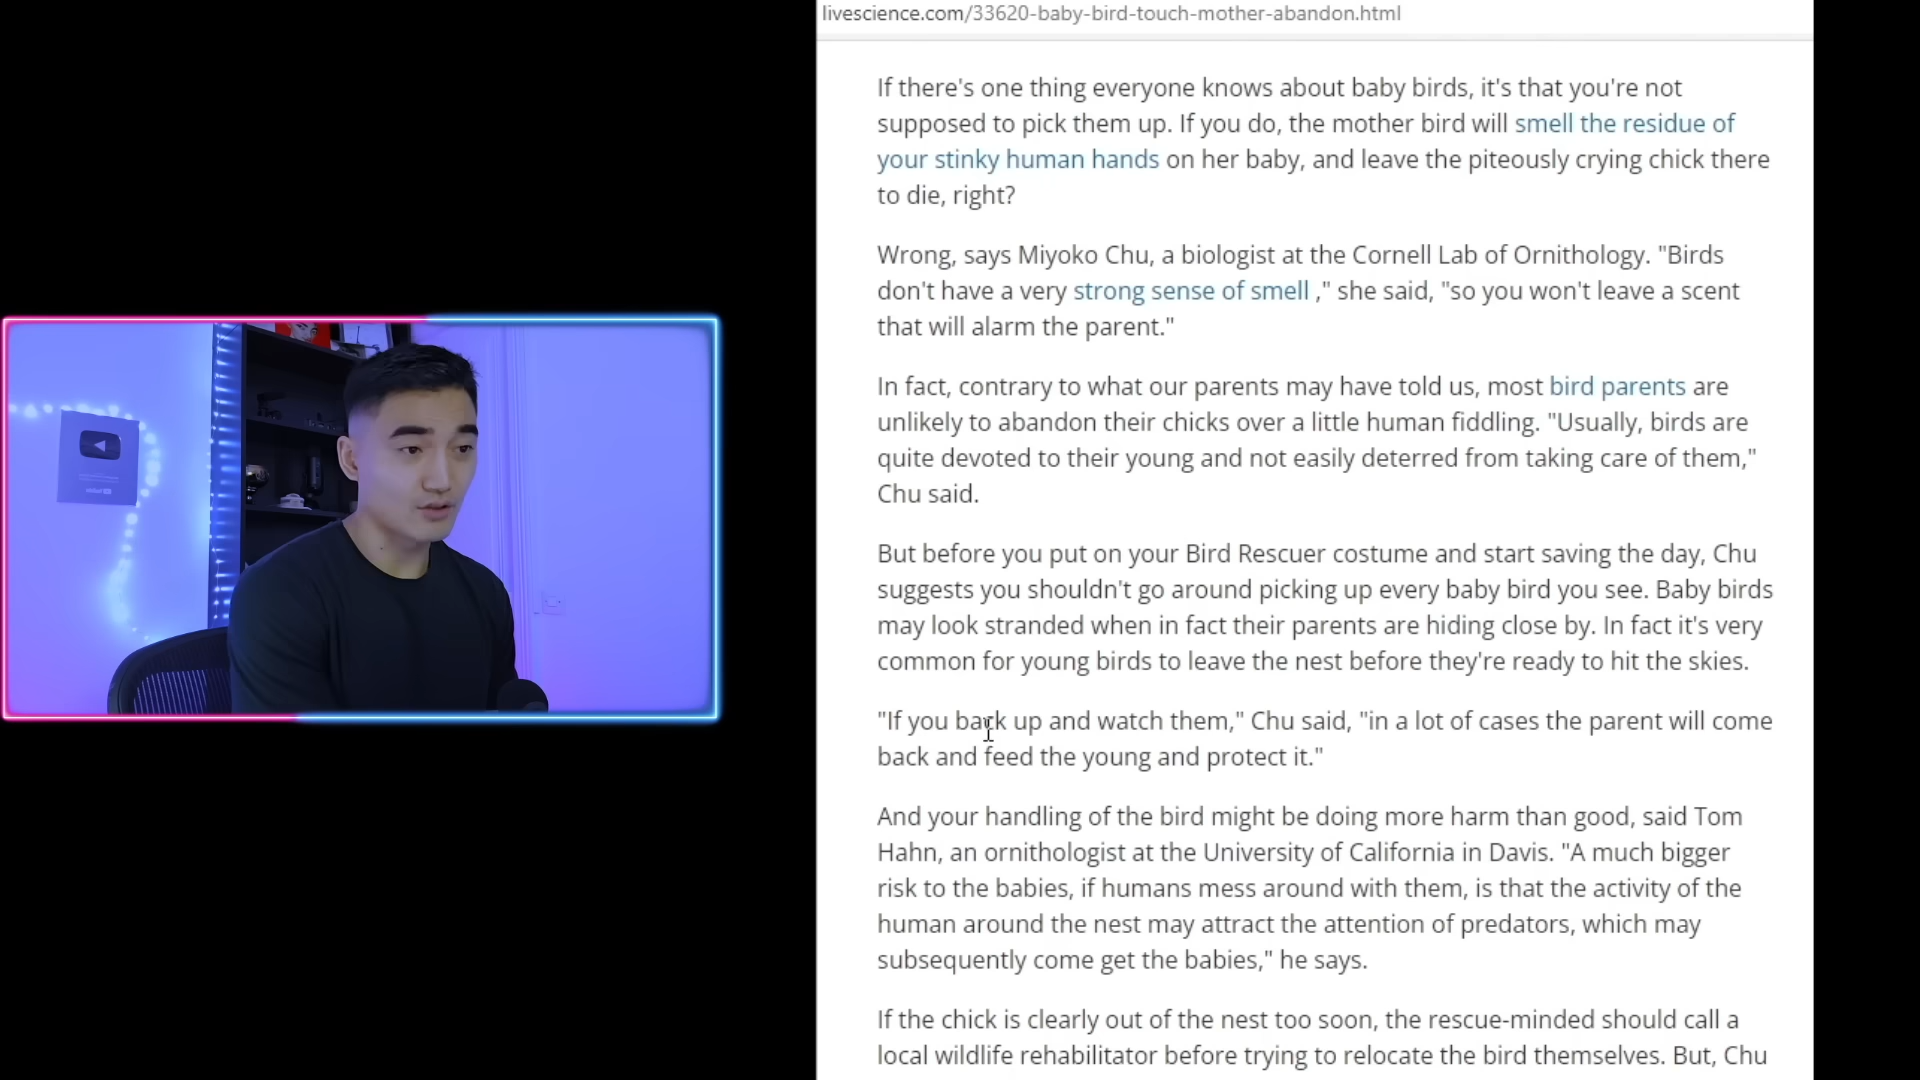 livescience.com/33620-baby-bird-touch-mother-abandon.html
If there's one thing everyone knows about baby birds, it's that you're not
supposed to pick them up. If you do, the mother bird will smell the residue of
your stinky human hands on her baby, and leave the piteously crying chick there
to die, right?
Wrong, says Miyoko Chu, a biologist at the Cornell Lab of Ornithology. "Birds
don't have a very strong sense of smell ," she said, "so you won't leave a scent
that will alarm the parent."
In fact, contrary to what our parents may have told us, most bird parents are
unlikely to abandon their chicks over a little human fiddling. "Usually, birds are
quite devoted to their young and not easily deterred from taking care of them,"
Chu said.
But before you put on your Bird Rescuer costume and start saving the day, Chu
suggests you shouldn't go around picking up every baby bird you see. Baby birds
may look stranded when in fact their parents are hiding close by. In fact it's very
common for young birds to leave the nest before they're ready to hit the skies.
"If you back up and watch them," Chu said, "in a lot of cases the parent will come
back and feed the young and protect it."
And your handling of the bird might be doing more harm than good, said Tom
Hahn, an ornithologist at the University of California in Davis. "A much bigger
risk to the babies, if humans mess around with them, is that the activity of the
human around the nest may attract the attention of predators, which may
subsequently come get the babies," he says.
If the chick is clearly out of the nest too soon, the rescue-minded should call a
local wildlife rehabilitator before trying to relocate the bird themselves. But, Chu